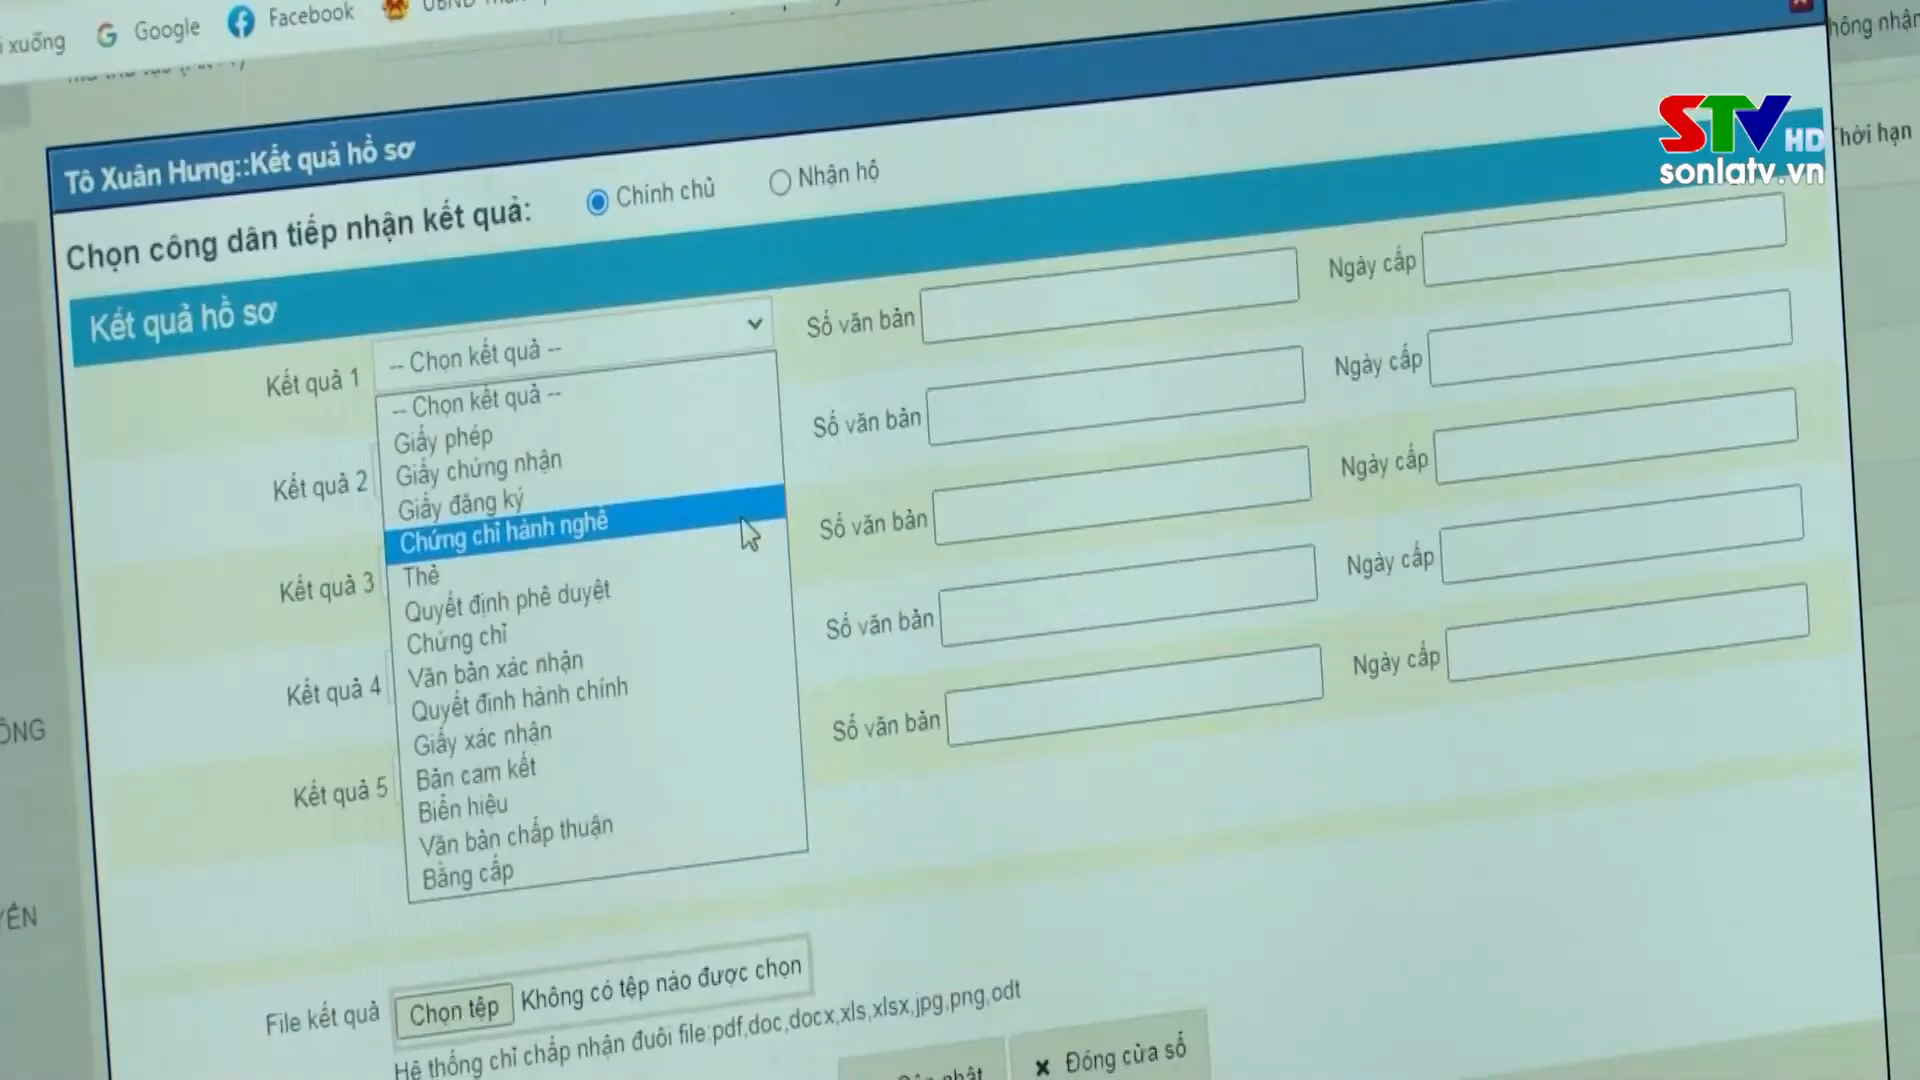 xuống Google Facebook
hông nhận
Tô Xuân Hưng::Kết quả hồ sơ
STV HD
sonlatv.vn
hời hạn
Chọn công dân tiếp nhận kết quả: Chính chủ Nhận hộ
Kết quả hồ sơ
Kết quả 1 -- Chọn kết quả -- Số văn bản Ngày cấp
-- Chọn kết quả --
Giấy phép
Giấy chứng nhận
Giấy đăng ký
Chứng chỉ hành nghề
Thẻ
Quyết định phê duyệt
Chứng chỉ
Văn bản xác nhận
Quyết định hành chính
Giấy xác nhận
Bản cam kết
Biển hiệu
Văn bản chấp thuận
Bằng cấp
Kết quả 2 Số văn bản Ngày cấp
Kết quả 3 Số văn bản Ngày cấp
Kết quả 4 Số văn bản Ngày cấp
Kết quả 5 Số văn bản Ngày cấp
ÔNG
File kết quả Chọn tệp Không có tệp nào được chọn
Hệ thống chỉ chấp nhận đuôi file:pdf,doc,docx,xls,xlsx,jpg,png,odt
Đóng cửa sổ